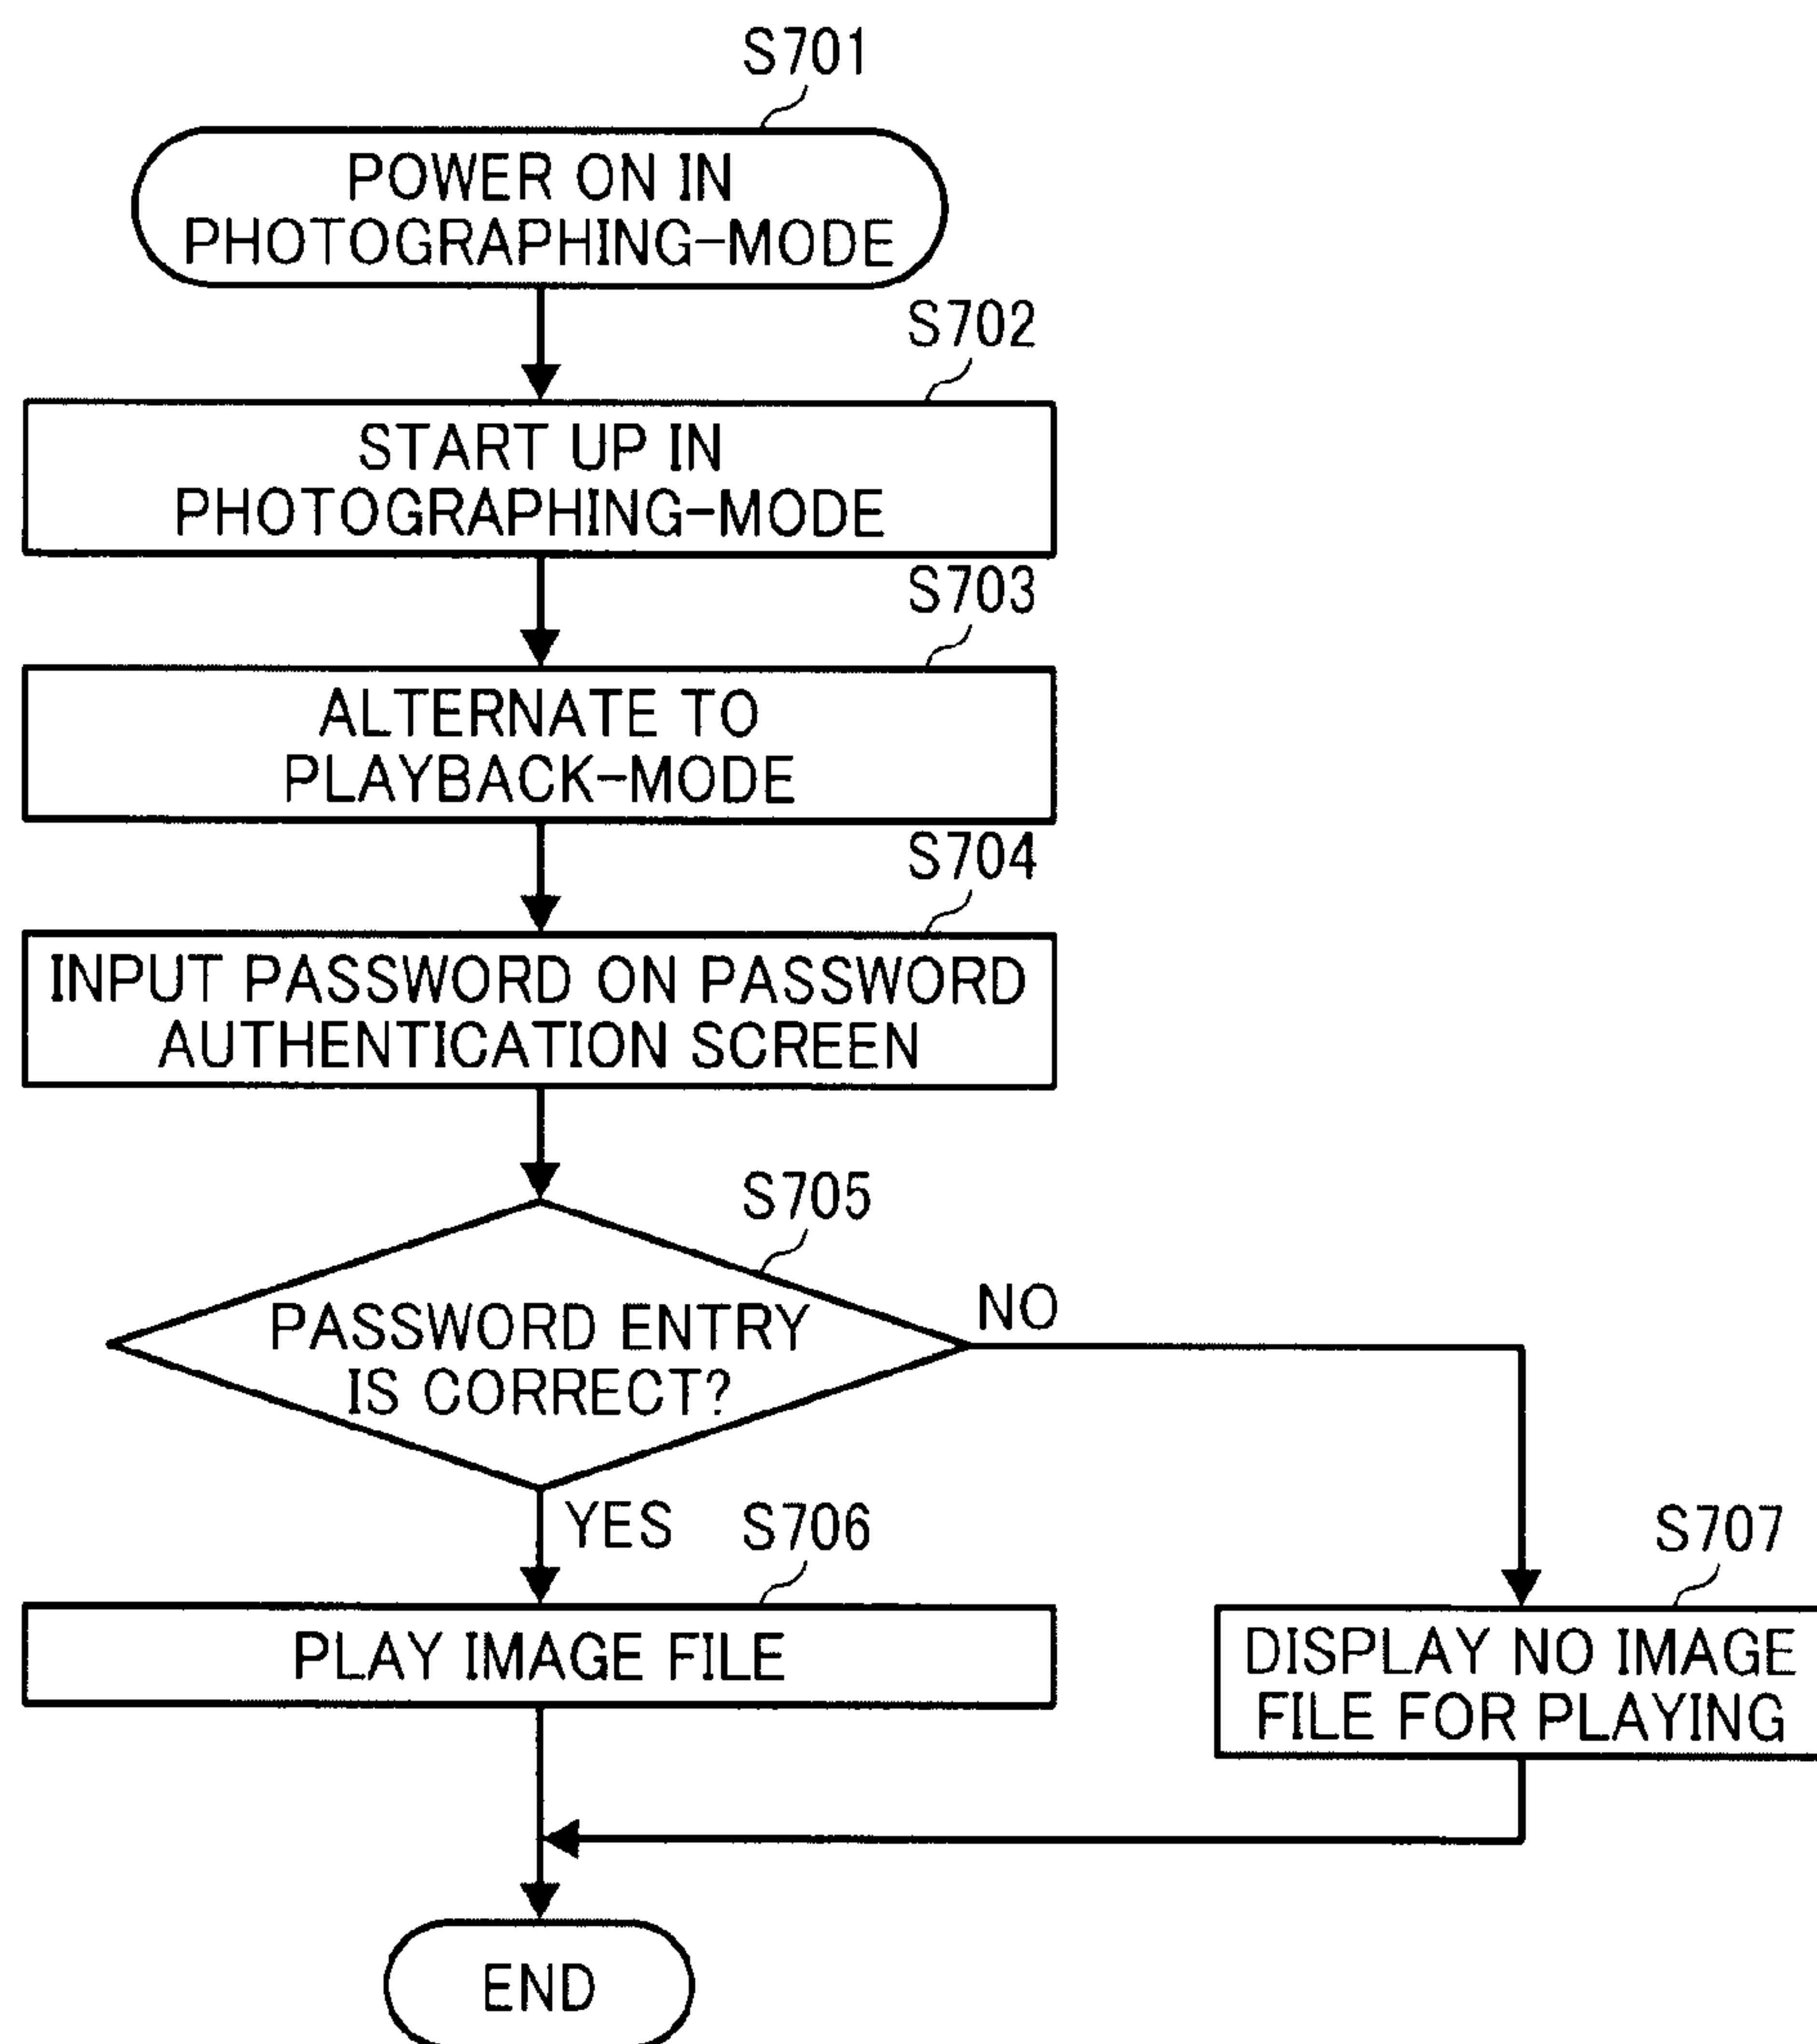 S701
POWER ON IN
PHOTOGRAPHING-MODE
S702
START UP IN
PHOTOGRAPHING-MODE
S703
ALTERNATE TO
PLAYBACK-MODE
S704
INPUT PASSWORD ON PASSWORD
AUTHENTICATION SCREEN
S705
PASSWORD ENTRY
IS CORRECT?
NO
YES
S706
PLAY IMAGE FILE
S707
DISPLAY NO IMAGE
FILE FOR PLAYING
END